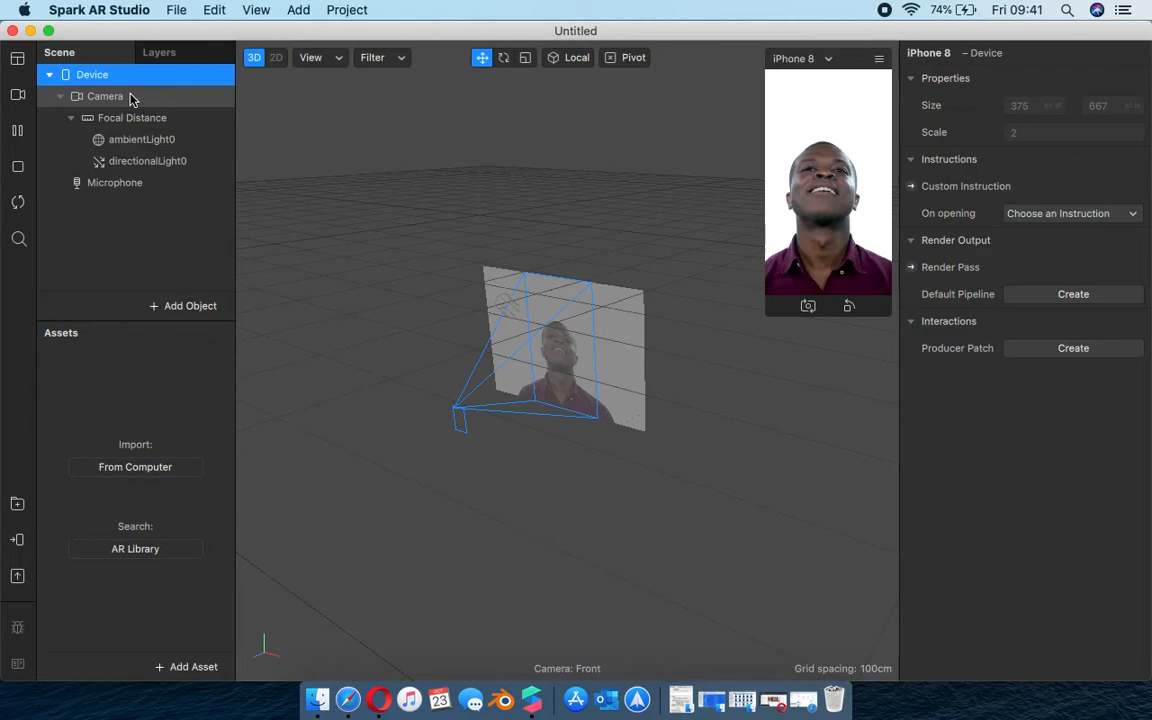 Spark AR Studio File Edit View Add Project 74% Fri 09:41
Untitled
Scene Layers
Device
Camera
Focal Distance
ambientLight0
directionalLight0
Microphone
+ Add Object
Assets
Import:
From Computer
Search:
AR Library
+ Add Asset
3D 2D View Filter Local Pivot
iPhone 8
Camera: Front
Grid spacing: 100cm
iPhone 8 – Device
Properties
Size 375 667
Scale 2
Instructions
Custom Instruction
On opening Choose an Instruction
Render Output
Render Pass
Default Pipeline Create
Interactions
Producer Patch Create
OCT
23